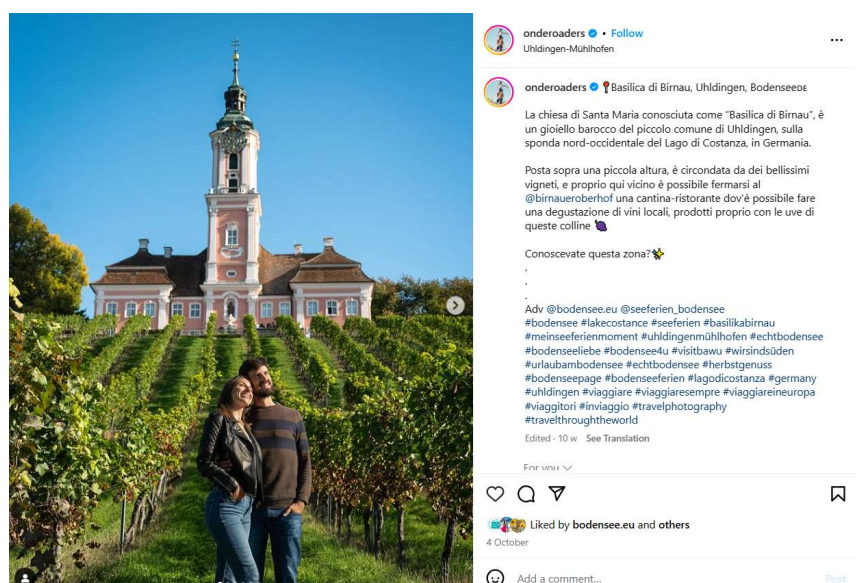 onderoaders • Follow
Uhldingen-Mühlhofen
onderoaders 📍Basilica di Birnau, Uhldingen, Bodensee🇩🇪
La chiesa di Santa Maria conosciuta come “Basilica di Birnau”, è
un gioiello barocco del piccolo comune di Uhldingen, sulla
sponda nord-occidentale del Lago di Costanza, in Germania.
Posta sopra una piccola altura, è circondata da dei bellissimi
vigneti, e proprio qui vicino è possibile fermarsi al
@birnaueroberhof una cantina-ristorante dov'è possibile fare
una degustazione di vini locali, prodotti proprio con le uve di
queste colline 🍇
Conoscevate questa zona?✨
.
.
.
Adv @bodensee.eu @seeferien_bodensee
#bodensee #lakecostance #seeferien #basilikabirnau
#meinseeferienmoment #uhldingenmühlhofen #echtbodensee
#bodenseeliebe #bodensee4u #visitbawu #wirsindsüden
#urlaubambodensee #echtbodensee #herbstgenuss
#bodenseepage #bodenseeferien #lagodicostanza #germany
#uhldingen #viaggiare #viaggiaresempre #viaggiareineuropa
#viaggitori #inviaggio #travelphotography
#travelthroughtheworld
Edited · 10 w See Translation
For you
Liked by bodensee.eu and others
4 October
Add a comment...
Post